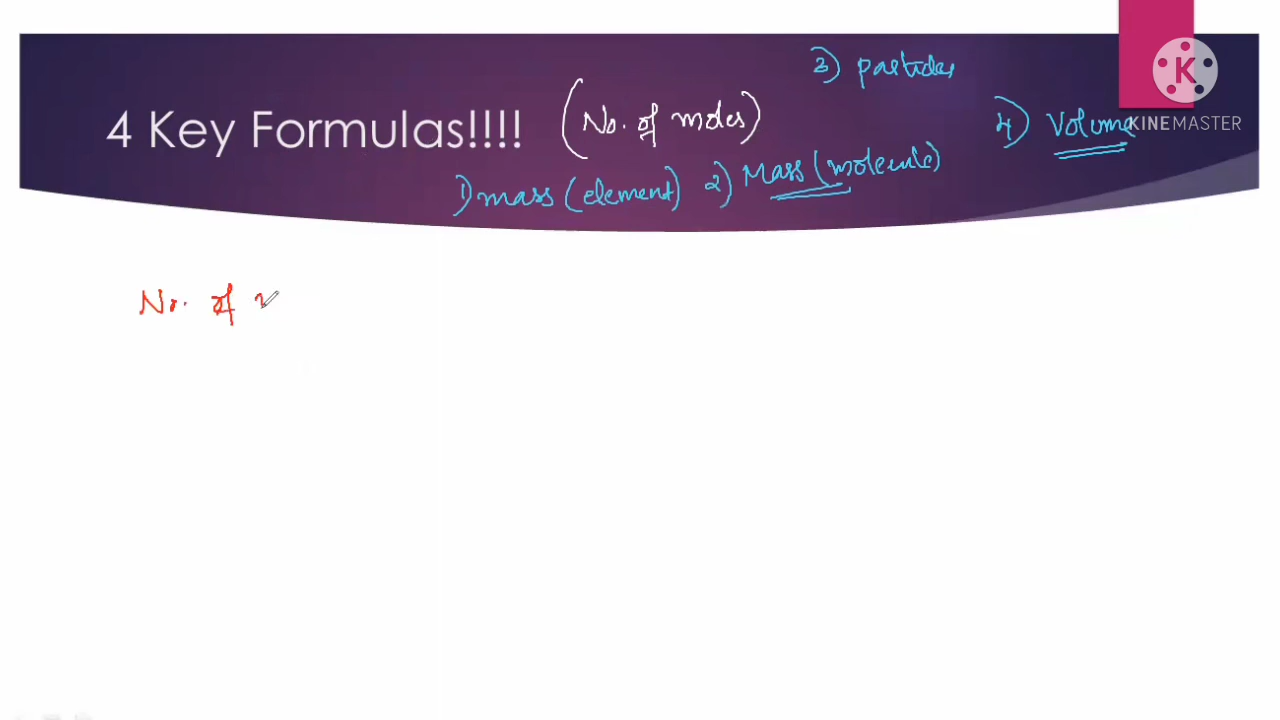 3) particles
4 Key Formulas!!!! (No. of moles)
4) Volume
K KINEMASTER
1) mass (element) 2) Mass (molecule)
No. of